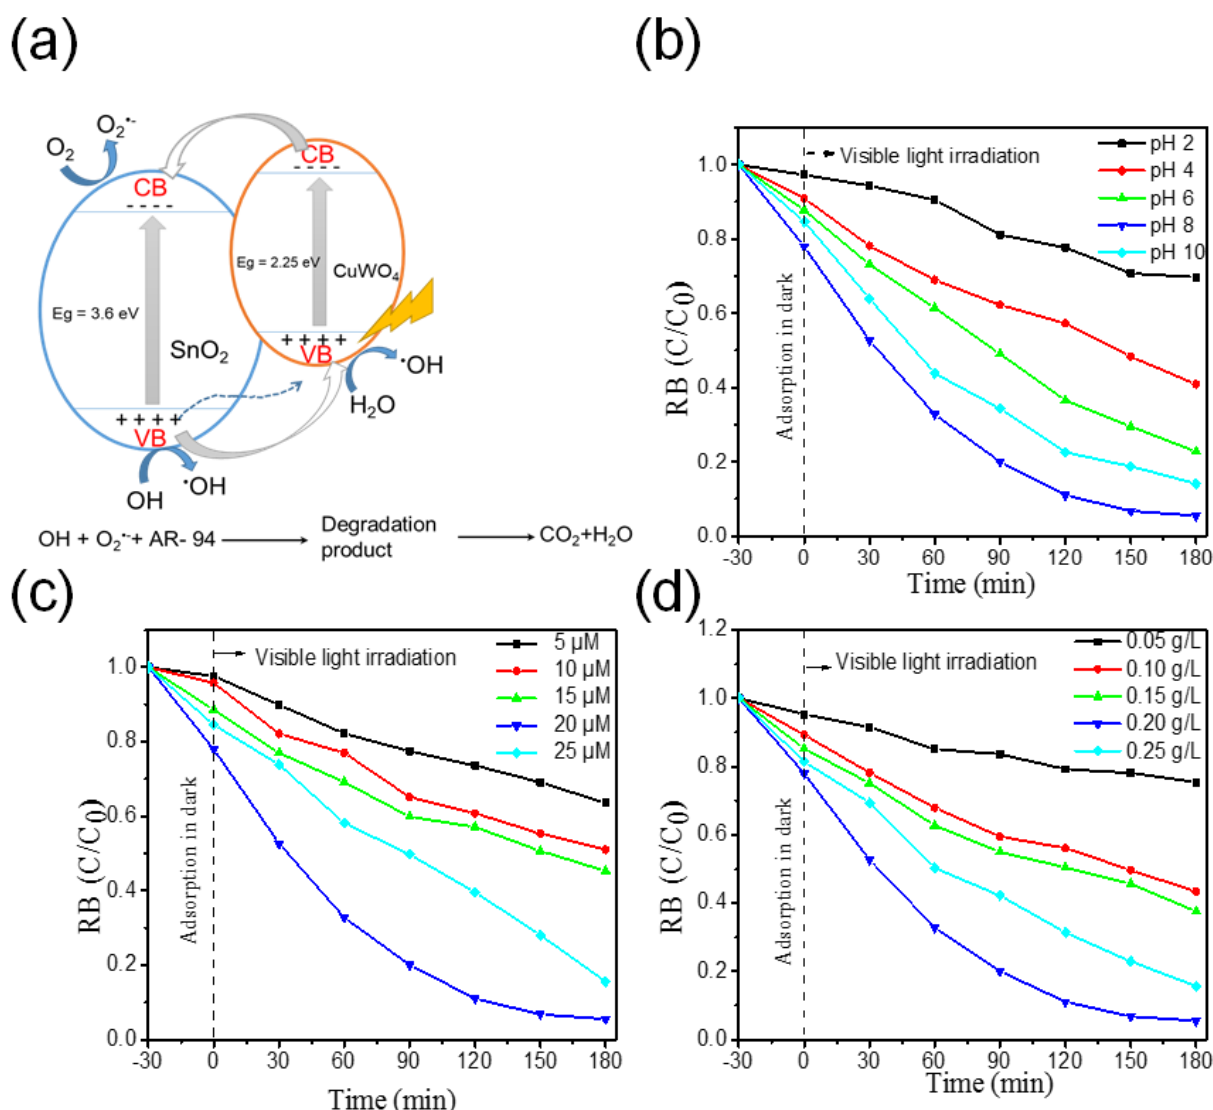 (a)
O₂
O₂•-
CB
- - - -
CB
- - - -
Eg = 2.25 eV
CuWO₄
Eg = 3.6 eV
SnO₂
+ + + +
VB
•OH
H₂O
+ + + +
VB
OH
•OH
OH + O₂•-+ AR- 94
Degradation
product
CO₂+H₂O
(b)
pH 2
pH 4
pH 6
pH 8
pH 10
Visible light irradiation
Adsorption in dark
RB (C/C₀)
1.0
0.8
0.6
0.4
0.2
0.0
-30 0 30 60 90 120 150 180
Time (min)
(c)
5 µM
10 µM
15 µM
20 µM
25 µM
Visible light irradiation
Adsorption in dark
RB (C/C₀)
1.0
0.8
0.6
0.4
0.2
0.0
-30 0 30 60 90 120 150 180
Time (min)
(d)
0.05 g/L
0.10 g/L
0.15 g/L
0.20 g/L
0.25 g/L
Visible light irradiation
Adsorption in dark
RB (C/C₀)
1.2
1.0
0.8
0.6
0.4
0.2
0.0
-30 0 30 60 90 120 150 180
Time (min)